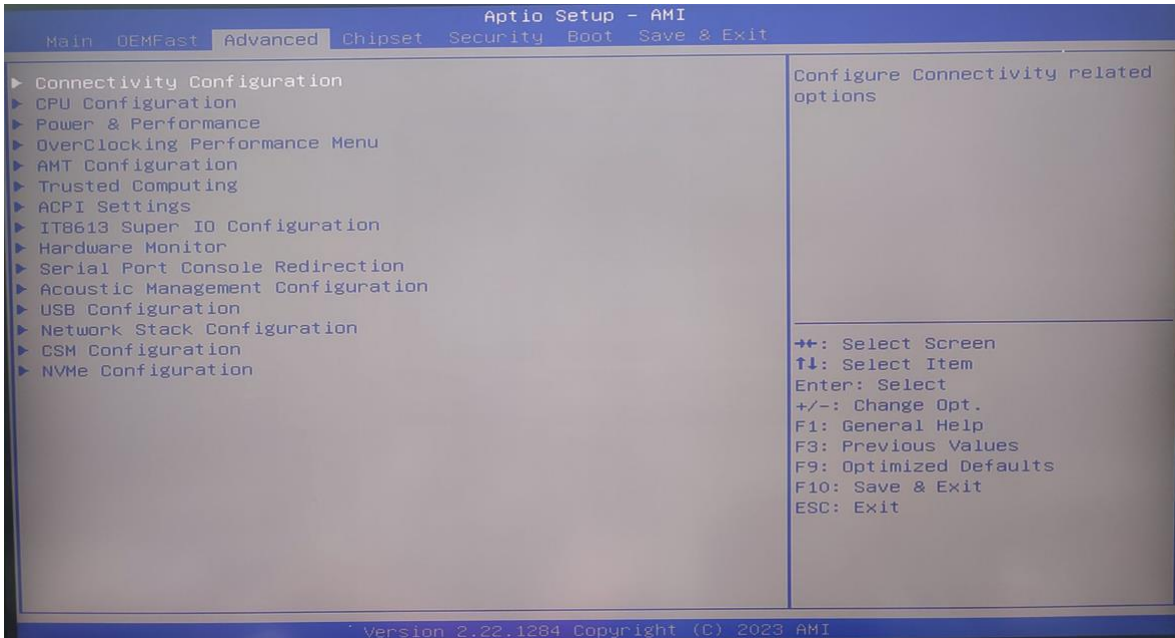 Aptio Setup - AMI
Main OEMFast Advanced Chipset Security Boot Save & Exit
► Connectivity Configuration
► CPU Configuration
► Power & Performance
► OverClocking Performance Menu
► AMT Configuration
► Trusted Computing
► ACPI Settings
► IT8613 Super IO Configuration
► Hardware Monitor
► Serial Port Console Redirection
► Acoustic Management Configuration
► USB Configuration
► Network Stack Configuration
► CSM Configuration
► NVMe Configuration
Configure Connectivity related
options
→←: Select Screen
↑↓: Select Item
Enter: Select
+/-: Change Opt.
F1: General Help
F3: Previous Values
F9: Optimized Defaults
F10: Save & Exit
ESC: Exit
Version 2.22.1284 Copyright (C) 2023 AMI